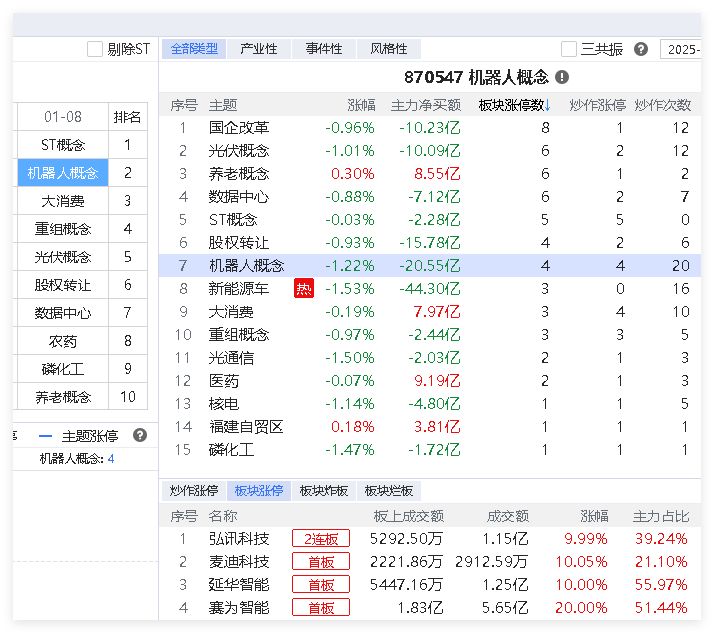 剔除ST 全部类型 产业性 事件性 风格性 三共振 ? 2025-
870547 机器人概念 !
序号 主题 涨幅 主力净买额 板块涨停数↓ 炒作涨停 炒作次数
1 国企改革 -0.96% -10.23亿 8 1 12
2 光伏概念 -1.01% -10.09亿 6 2 12
3 养老概念 0.30% 8.55亿 6 1 2
4 数据中心 -0.88% -7.12亿 6 2 7
5 ST概念 -0.03% -2.28亿 5 5 0
6 股权转让 -0.93% -15.78亿 4 2 6
7 机器人概念 -1.22% -20.55亿 4 4 20
8 新能源车 热 -1.53% -44.30亿 3 0 16
9 大消费 -0.19% 7.97亿 3 4 10
10 重组概念 -0.97% -2.44亿 3 3 5
11 光通信 -1.50% -2.03亿 2 1 3
12 医药 -0.07% 9.19亿 2 1 3
13 核电 -1.14% -4.80亿 1 1 5
14 福建自贸区 0.18% 3.81亿 1 1 1
15 磷化工 -1.47% -1.72亿 1 1 1
01-08 排名
ST概念 1
机器人概念 2
大消费 3
重组概念 4
光伏概念 5
股权转让 6
数据中心 7
农药 8
磷化工 9
养老概念 10
主题涨停 ?
机器人概念: 4
炒作涨停 板块涨停 板块炸板 板块烂板
序号 名称 板上成交额 成交额 涨幅 主力占比
1 弘讯科技 2连板 5292.50万 1.15亿 9.99% 39.24%
2 麦迪科技 首板 2221.86万 2912.59万 10.05% 21.10%
3 延华智能 首板 5447.16万 1.25亿 10.00% 55.97%
4 赛为智能 首板 1.83亿 5.65亿 20.00% 51.44%